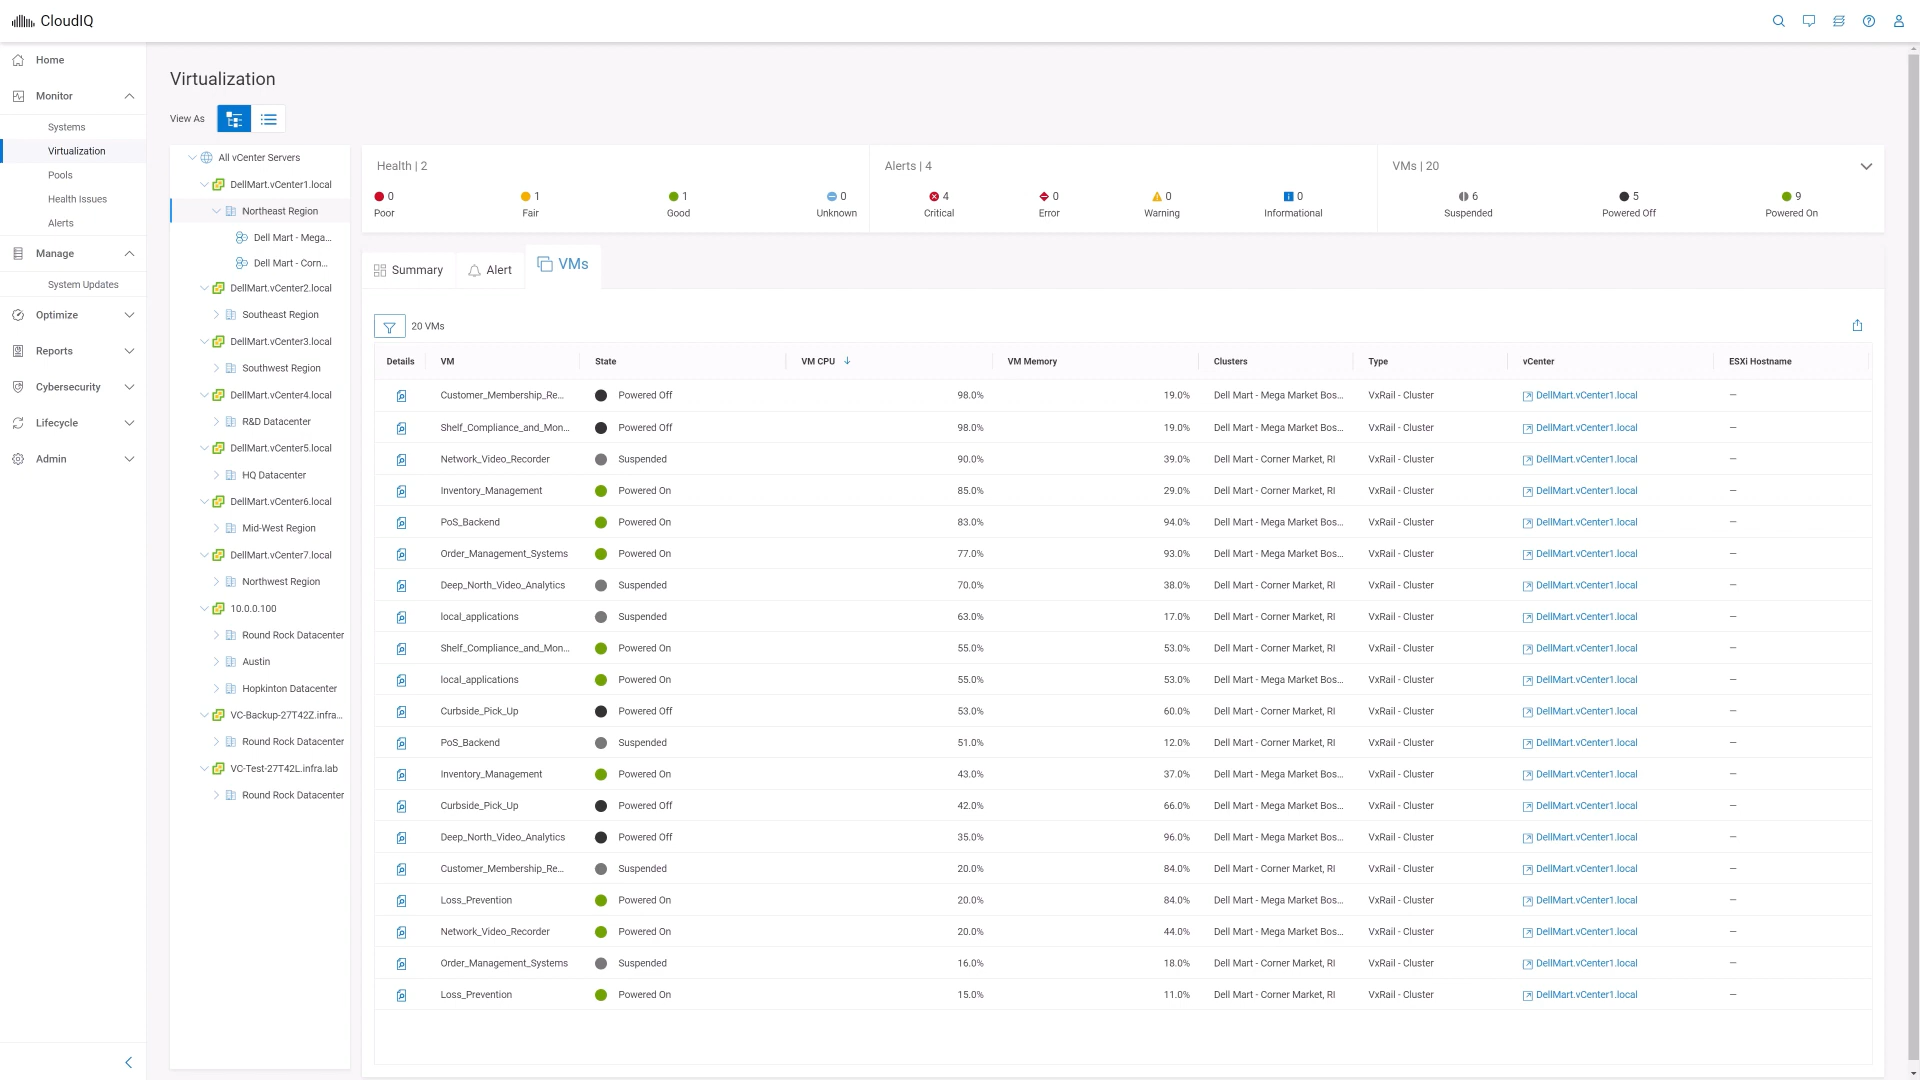 CloudIQ
Home
Monitor
Systems
Virtualization
Pools
Health Issues
Alerts
Manage
System Updates
Optimize
Reports
Cybersecurity
Lifecycle
Admin
Virtualization
View As
All vCenter Servers
DellMart.vCenter1.local
Northeast Region
Dell Mart - Mega...
Dell Mart - Corn...
DellMart.vCenter2.local
Southeast Region
DellMart.vCenter3.local
Southwest Region
DellMart.vCenter4.local
R&D Datacenter
DellMart.vCenter5.local
HQ Datacenter
DellMart.vCenter6.local
Mid-West Region
DellMart.vCenter7.local
Northwest Region
10.0.0.100
Round Rock Datacenter
Austin
Hopkinton Datacenter
VC-Backup-27T42Z.infra...
Round Rock Datacenter
VC-Test-27T42L.infra.lab
Round Rock Datacenter
Health | 2
0 1 1 0
Poor Fair Good Unknown
Alerts | 4
4 0 0 0
Critical Error Warning Informational
VMs | 20
6 5 9
Suspended Powered Off Powered On
Summary Alert VMs
20 VMs
Details VM State VM CPU VM Memory Clusters Type vCenter ESXi Hostname
Customer_Membership_Re... Powered Off 98.0% 19.0% Dell Mart - Mega Market Bos... VxRail - Cluster DellMart.vCenter1.local —
Shelf_Compliance_and_Mon... Powered Off 98.0% 19.0% Dell Mart - Mega Market Bos... VxRail - Cluster DellMart.vCenter1.local —
Network_Video_Recorder Suspended 90.0% 39.0% Dell Mart - Corner Market, RI VxRail - Cluster DellMart.vCenter1.local —
Inventory_Management Powered On 85.0% 29.0% Dell Mart - Corner Market, RI VxRail - Cluster DellMart.vCenter1.local —
PoS_Backend Powered On 83.0% 94.0% Dell Mart - Mega Market Bos... VxRail - Cluster DellMart.vCenter1.local —
Order_Management_Systems Powered On 77.0% 93.0% Dell Mart - Mega Market Bos... VxRail - Cluster DellMart.vCenter1.local —
Deep_North_Video_Analytics Suspended 70.0% 38.0% Dell Mart - Corner Market, RI VxRail - Cluster DellMart.vCenter1.local —
local_applications Suspended 63.0% 17.0% Dell Mart - Corner Market, RI VxRail - Cluster DellMart.vCenter1.local —
Shelf_Compliance_and_Mon... Powered On 55.0% 53.0% Dell Mart - Corner Market, RI VxRail - Cluster DellMart.vCenter1.local —
local_applications Powered On 55.0% 53.0% Dell Mart - Mega Market Bos... VxRail - Cluster DellMart.vCenter1.local —
Curbside_Pick_Up Powered Off 53.0% 60.0% Dell Mart - Corner Market, RI VxRail - Cluster DellMart.vCenter1.local —
PoS_Backend Suspended 51.0% 12.0% Dell Mart - Corner Market, RI VxRail - Cluster DellMart.vCenter1.local —
Inventory_Management Powered On 43.0% 37.0% Dell Mart - Mega Market Bos... VxRail - Cluster DellMart.vCenter1.local —
Curbside_Pick_Up Powered Off 42.0% 66.0% Dell Mart - Mega Market Bos... VxRail - Cluster DellMart.vCenter1.local —
Deep_North_Video_Analytics Powered Off 35.0% 96.0% Dell Mart - Mega Market Bos... VxRail - Cluster DellMart.vCenter1.local —
Customer_Membership_Re... Suspended 20.0% 84.0% Dell Mart - Corner Market, RI VxRail - Cluster DellMart.vCenter1.local —
Loss_Prevention Powered On 20.0% 84.0% Dell Mart - Mega Market Bos... VxRail - Cluster DellMart.vCenter1.local —
Network_Video_Recorder Powered On 20.0% 44.0% Dell Mart - Mega Market Bos... VxRail - Cluster DellMart.vCenter1.local —
Order_Management_Systems Suspended 16.0% 18.0% Dell Mart - Corner Market, RI VxRail - Cluster DellMart.vCenter1.local —
Loss_Prevention Powered On 15.0% 11.0% Dell Mart - Corner Market, RI VxRail - Cluster DellMart.vCenter1.local —